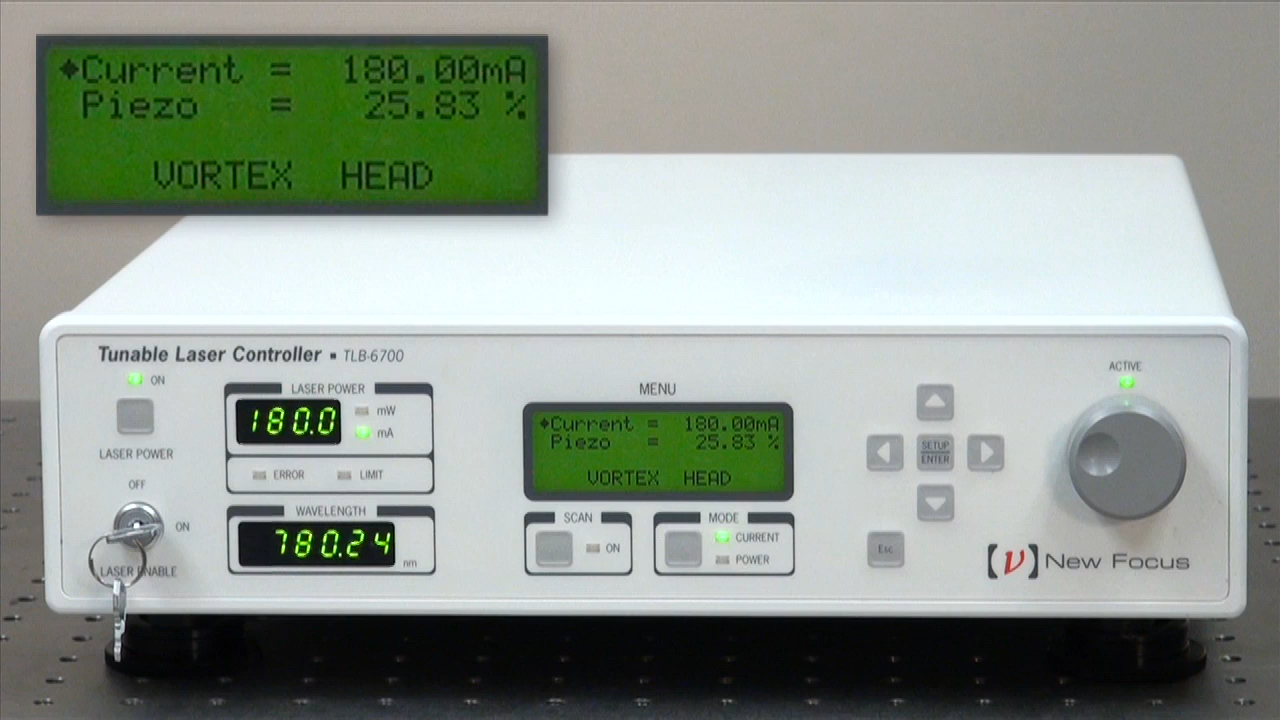 ◆Current = 180.00mA
Piezo = 25.83 %
VORTEX HEAD
Tunable Laser Controller ▪ TLB-6700
ON
LASER POWER
OFF
ON
LASER ENABLE
LASER POWER
180.0
mW
mA
ERROR
LIMIT
WAVELENGTH
780.24
nm
MENU
◆Current = 180.00mA
Piezo = 25.83 %
VORTEX HEAD
SCAN
ON
MODE
CURRENT
POWER
SETUP
ENTER
Esc
ACTIVE
[ν] New Focus